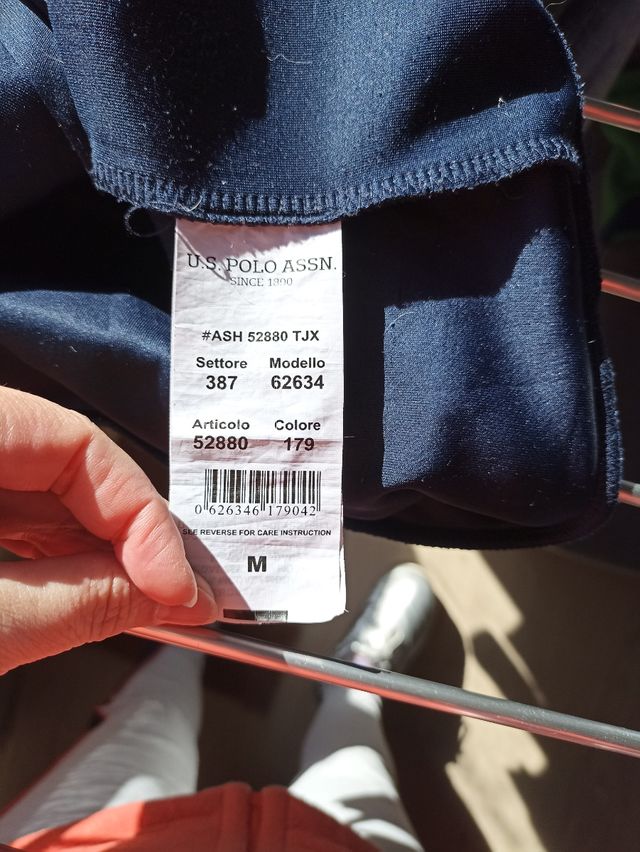 U.S. POLO ASSN.
SINCE 1890
#ASH 52880 TJX
Settore Modello
387 62634
Articolo Colore
52880 179
0 626346 179042
SEE REVERSE FOR CARE INSTRUCTION
M